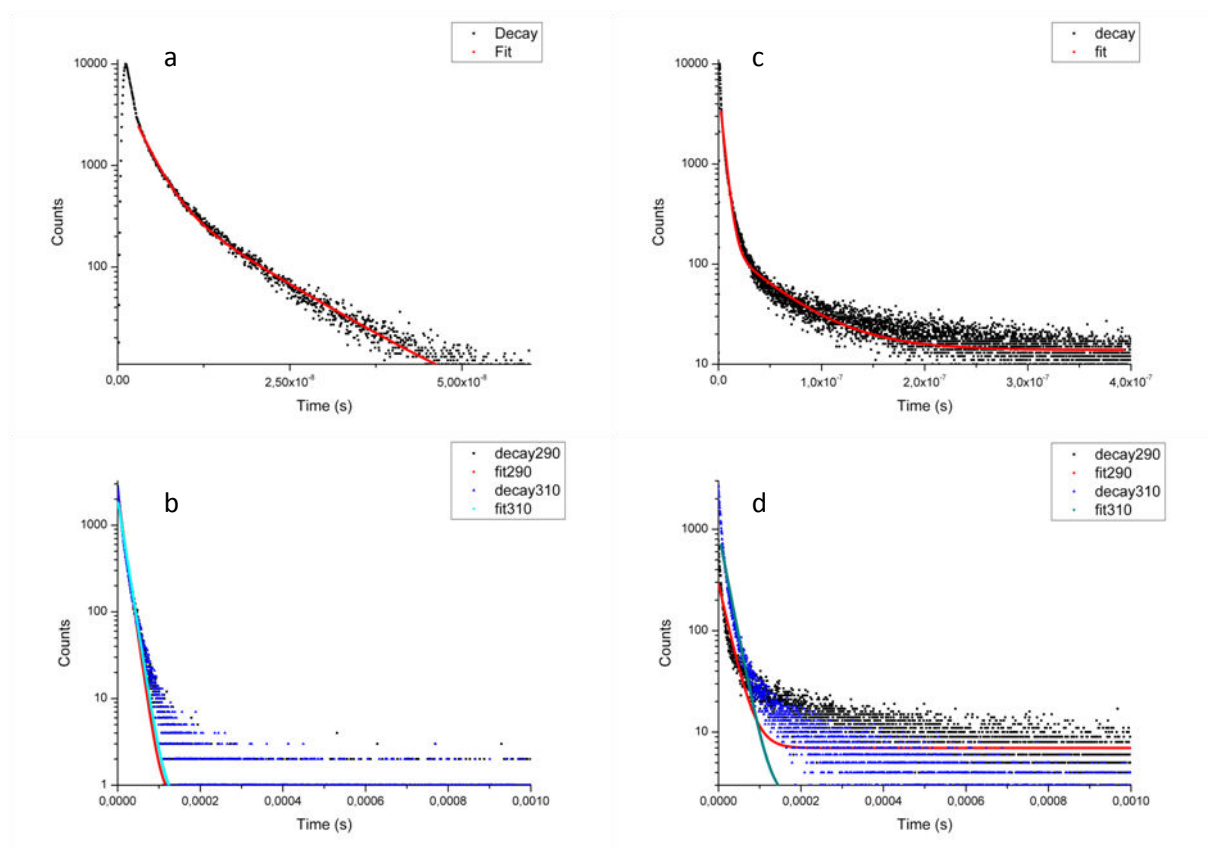 a
Decay
Fit
10000
1000
100
Counts
0,00
2,50x10⁻⁸
5,00x10⁻⁸
Time (s)
c
decay
fit
10000
1000
100
10
Counts
0,0
1,0x10⁻⁷
2,0x10⁻⁷
3,0x10⁻⁷
4,0x10⁻⁷
Time (s)
b
decay290
fit290
decay310
fit310
1000
100
10
1
Counts
0,0000
0,0002
0,0004
0,0006
0,0008
0,0010
Time (s)
d
decay290
fit290
decay310
fit310
1000
100
10
Counts
0,0000
0,0002
0,0004
0,0006
0,0008
0,0010
Time (s)